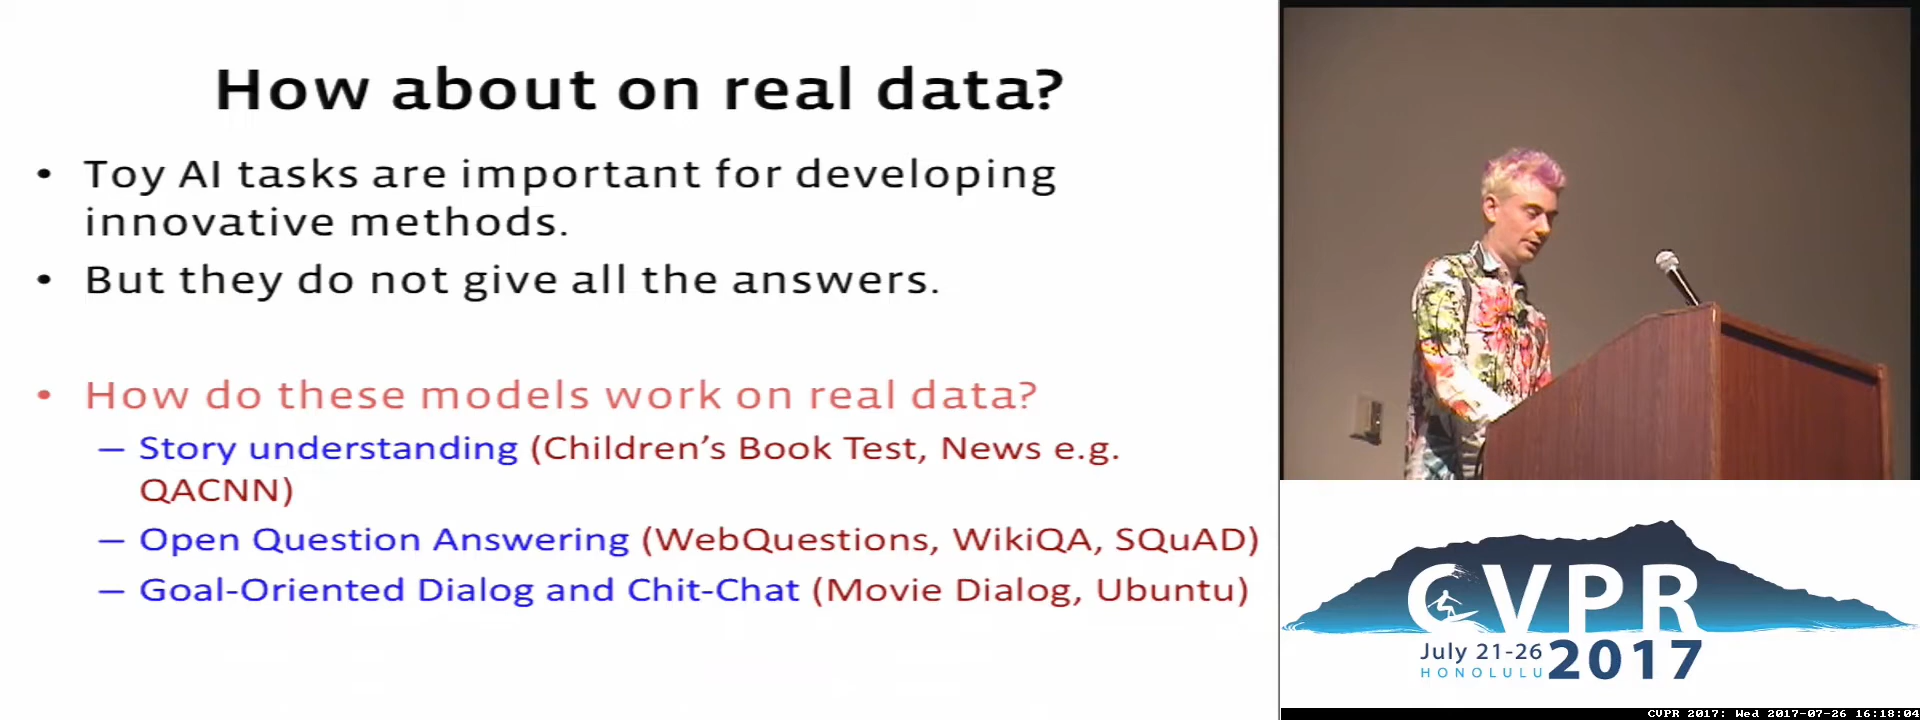 How about on real data?
• Toy AI tasks are important for developing
innovative methods.
• But they do not give all the answers.
• How do these models work on real data?
– Story understanding (Children’s Book Test, News e.g.
QACNN)
– Open Question Answering (WebQuestions, WikiQA, SQuAD)
– Goal-Oriented Dialog and Chit-Chat (Movie Dialog, Ubuntu)
CVPR
July 21-26
HONOLULU
2017
CVPR 2017: Wed 2017-07-26 16:18:04